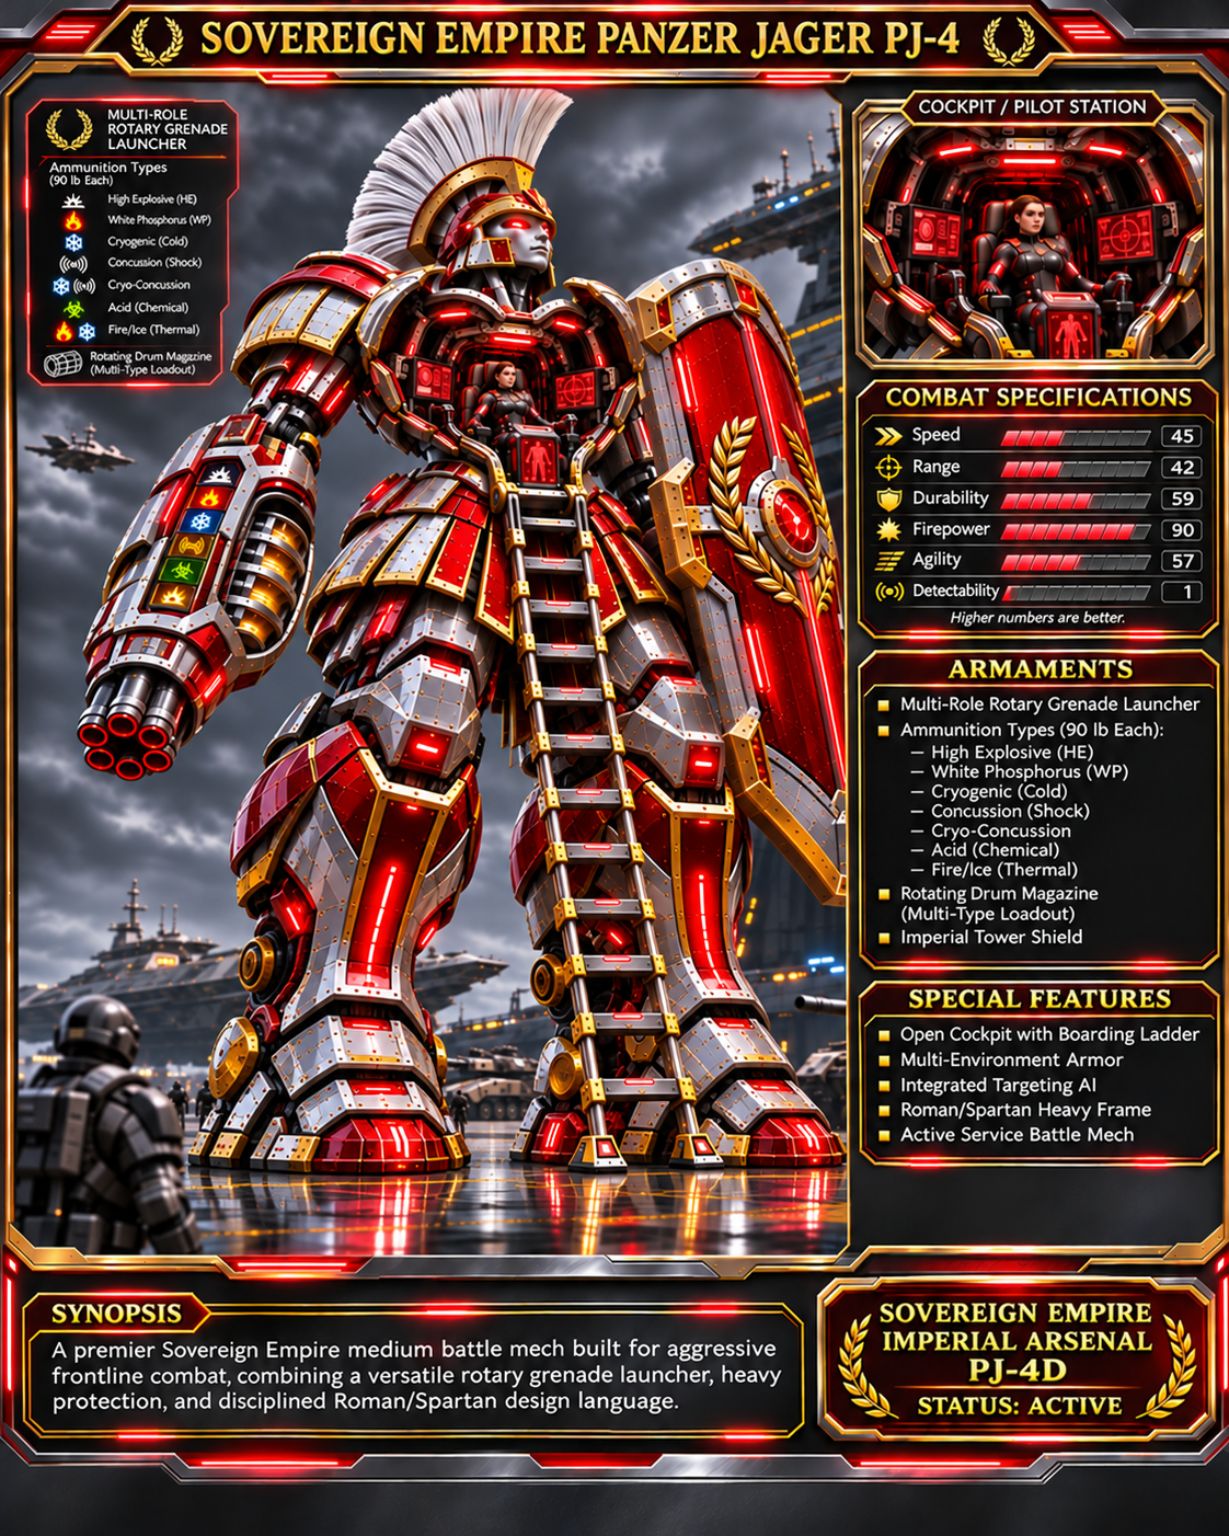 SOVEREIGN EMPIRE PANZER JAGER PJ-4
MULTI-ROLE
ROTARY GRENADE
LAUNCHER
Ammunition Types
(90 lb Each)
High Explosive (HE)
White Phosphorus (WP)
Cryogenic (Cold)
Concussion (Shock)
Cryo-Concussion
Acid (Chemical)
Fire/Ice (Thermal)
Rotating Drum Magazine
(Multi-Type Loadout)
COCKPIT / PILOT STATION
COMBAT SPECIFICATIONS
Speed 45
Range 42
Durability 59
Firepower 90
Agility 57
Detectability 1
Higher numbers are better.
ARMAMENTS
Multi-Role Rotary Grenade Launcher
Ammunition Types (90 lb Each):
— High Explosive (HE)
— White Phosphorus (WP)
— Cryogenic (Cold)
— Concussion (Shock)
— Cryo-Concussion
— Acid (Chemical)
— Fire/Ice (Thermal)
Rotating Drum Magazine
(Multi-Type Loadout)
Imperial Tower Shield
SPECIAL FEATURES
Open Cockpit with Boarding Ladder
Multi-Environment Armor
Integrated Targeting AI
Roman/Spartan Heavy Frame
Active Service Battle Mech
SYNOPSIS
A premier Sovereign Empire medium battle mech built for aggressive
frontline combat, combining a versatile rotary grenade launcher, heavy
protection, and disciplined Roman/Spartan design language.
SOVEREIGN EMPIRE
IMPERIAL ARSENAL
PJ-4D
STATUS: ACTIVE